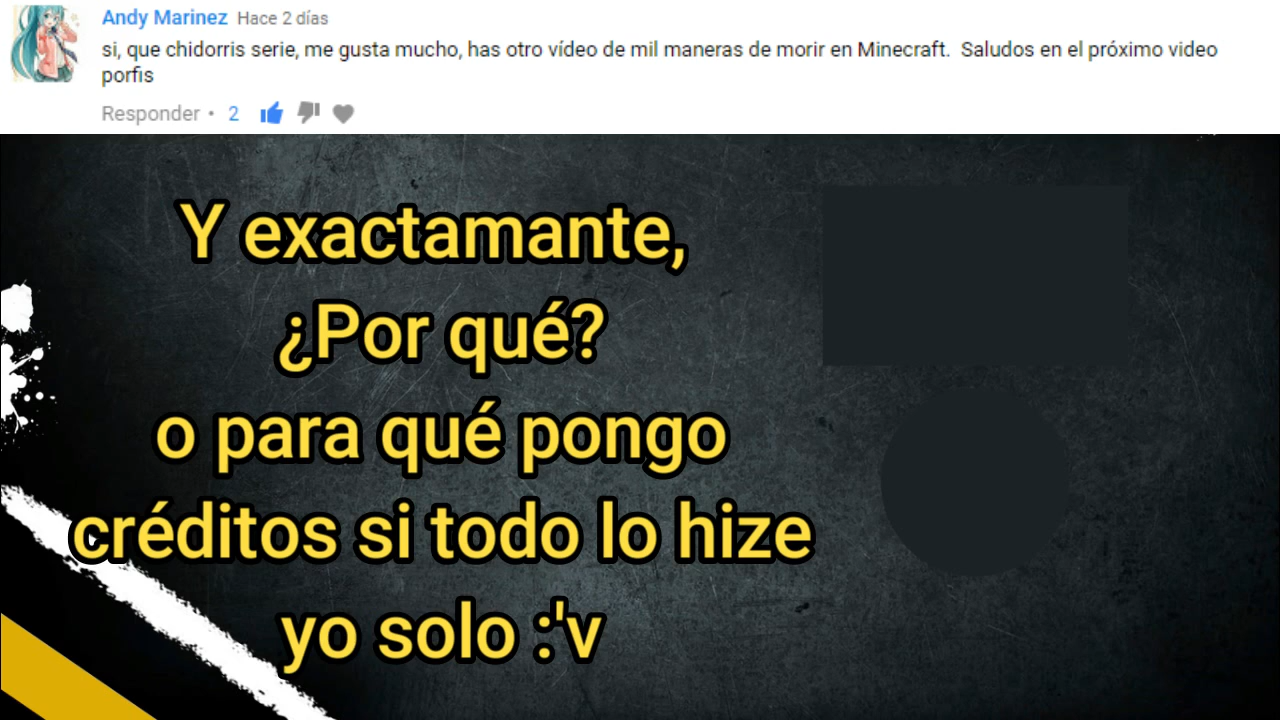 Andy Marinez Hace 2 días
si, que chidorris serie, me gusta mucho, has otro vídeo de mil maneras de morir en Minecraft. Saludos en el próximo video
porfis
Responder • 2
Y exactamante,
¿Por qué?
o para qué pongo
créditos si todo lo hize
yo solo :'v